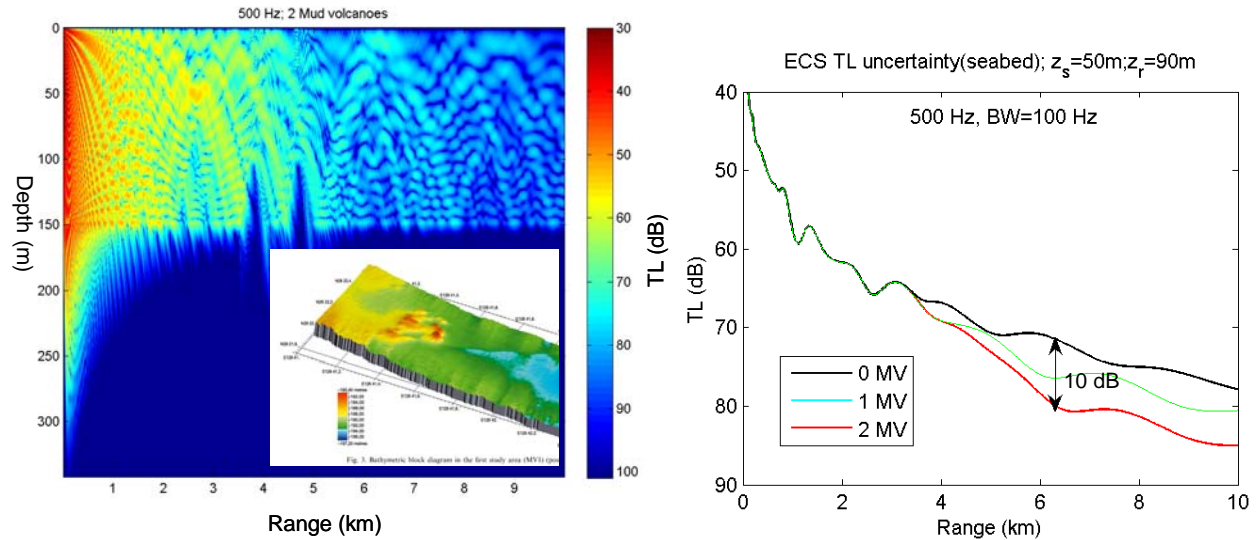 500 Hz; 2 Mud volcanoes
0
50
100
150
200
250
300
Depth (m)
1 2 3 4 5 6 7 8 9
Range (km)
30
40
50
60
70
80
90
100
TL (dB)
Fig. 3. Bathymetric block diagram in the first study area (MV1) (pos
ECS TL uncertainty(seabed); z_s=50m;z_r=90m
500 Hz, BW=100 Hz
40
50
60
70
80
90
TL (dB)
10 dB
0 MV
1 MV
2 MV
0 2 4 6 8 10
Range (km)